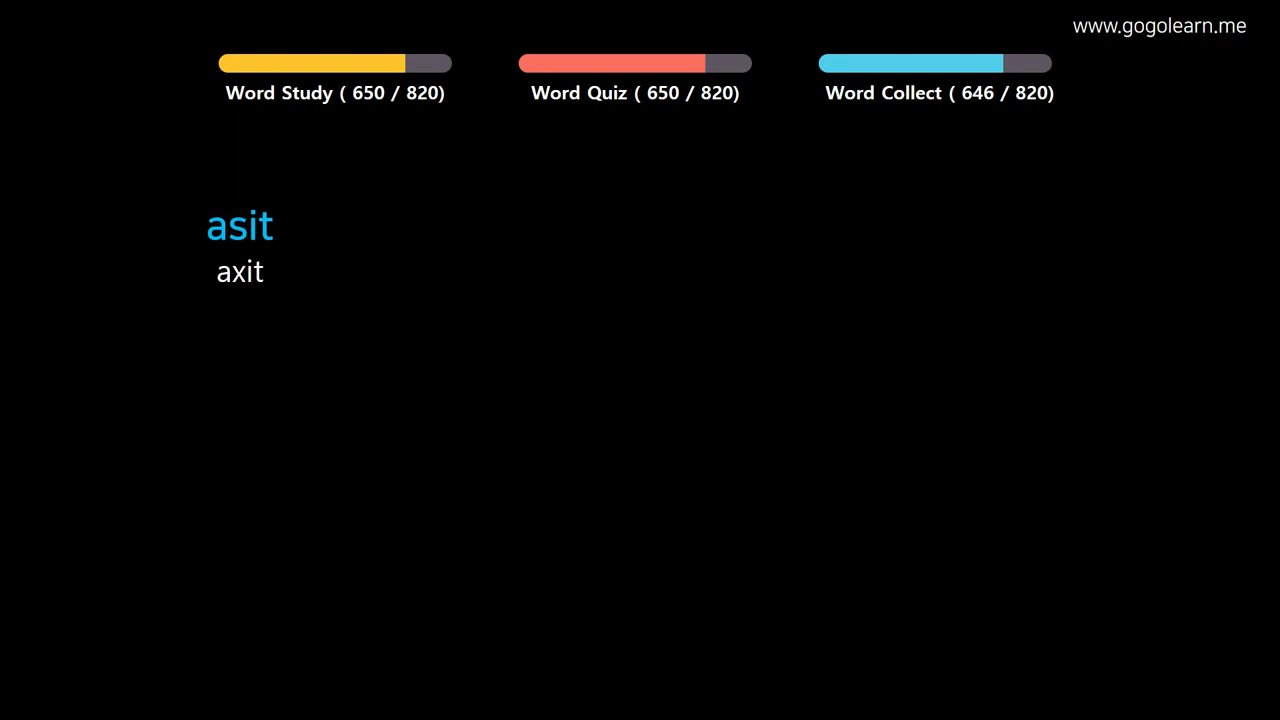 www.gogolearn.me
Word Study ( 650 / 820)
Word Quiz ( 650 / 820)
Word Collect ( 646 / 820)
asit
axit